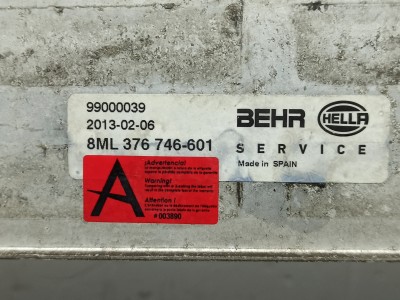 99000039
2013-02-06
8ML 376 746-601
BEHR HELLA
SERVICE
Made in SPAIN
A
¡Advertencia!
Warning!
Attention !
# 003890